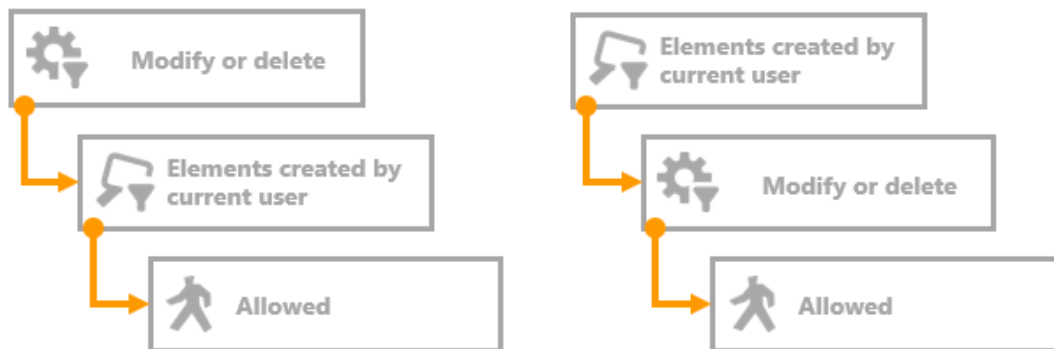 Modify or delete
Elements created by
current user
Allowed
Elements created by
current user
Modify or delete
Allowed